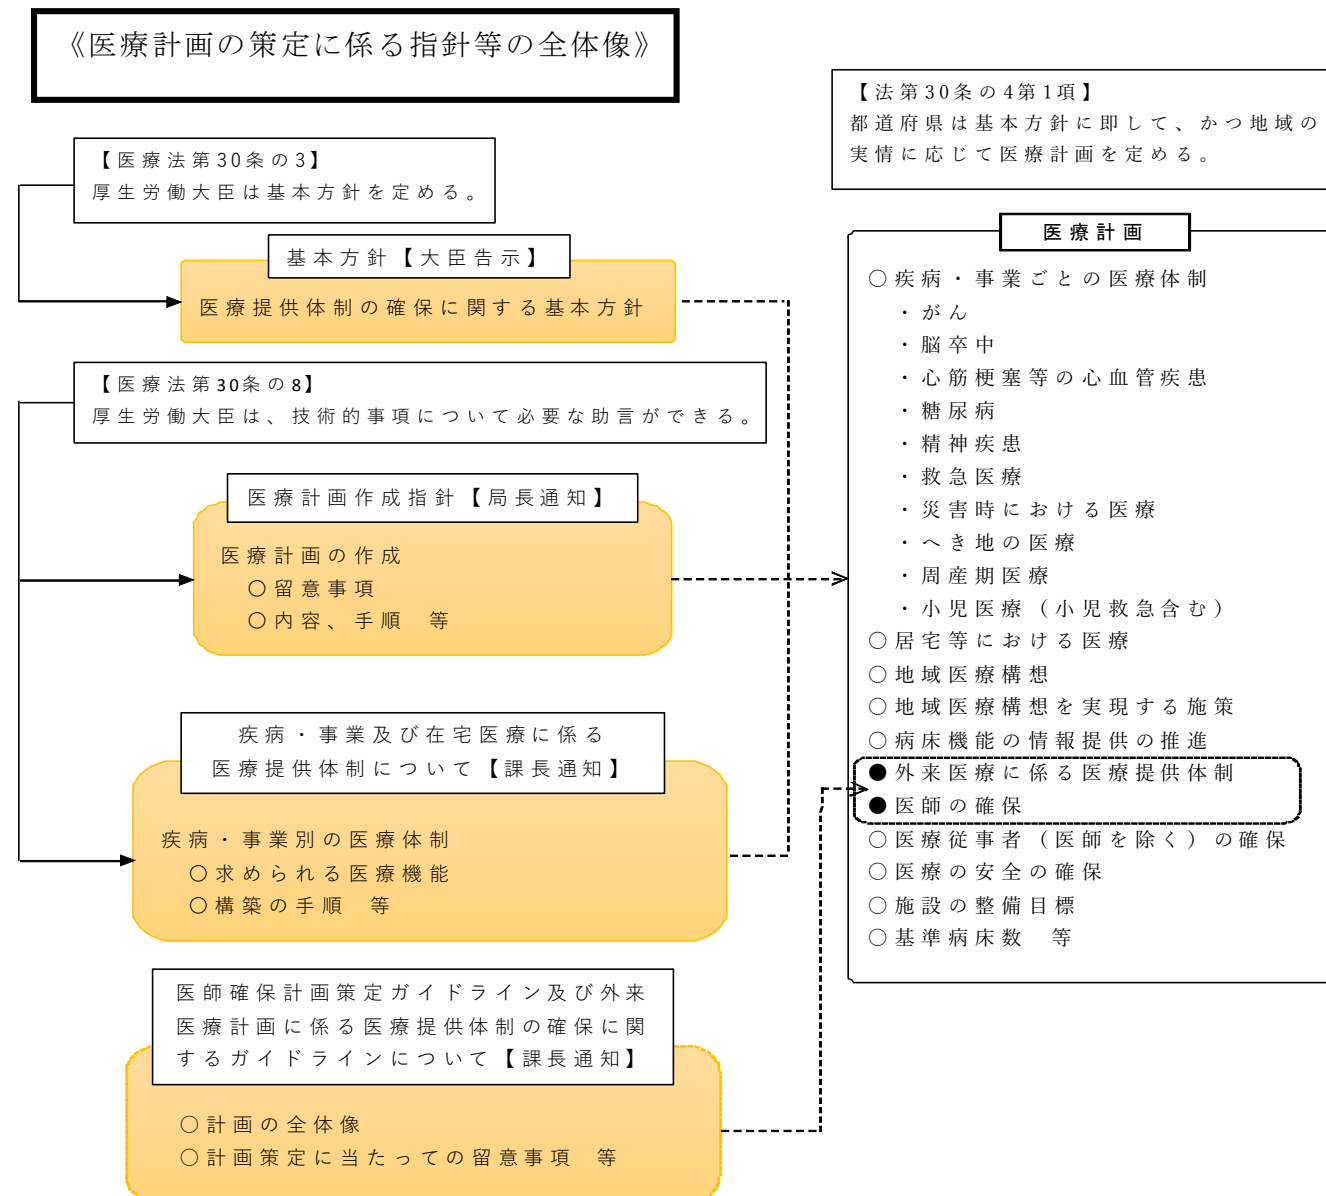 《医療計画の策定に係る指針等の全体像》
【医療法第30条の3】
厚生労働大臣は基本方針を定める。
基本方針【大臣告示】
医療提供体制の確保に関する基本方針
【医療法第30条の8】
厚生労働大臣は、技術的事項について必要な助言ができる。
医療計画作成指針【局長通知】
医療計画の作成
〇留意事項
〇内容、手順　等
疾病・事業及び在宅医療に係る
医療提供体制について【課長通知】
疾病・事業別の医療体制
〇求められる医療機能
〇構築の手順　等
医師確保計画策定ガイドライン及び外来
医療計画に係る医療提供体制の確保に関
するガイドラインについて【課長通知】
○計画の全体像
○計画策定に当たっての留意事項　等
【法第30条の4第1項】
都道府県は基本方針に即して、かつ地域の
実情に応じて医療計画を定める。
医療計画
○疾病・事業ごとの医療体制
・がん
・脳卒中
・心筋梗塞等の心血管疾患
・糖尿病
・精神疾患
・救急医療
・災害時における医療
・へき地の医療
・周産期医療
・小児医療（小児救急含む）
○居宅等における医療
○地域医療構想
○地域医療構想を実現する施策
○病床機能の情報提供の推進
●外来医療に係る医療提供体制
●医師の確保
○医療従事者（医師を除く）の確保
○医療の安全の確保
○施設の整備目標
○基準病床数　等